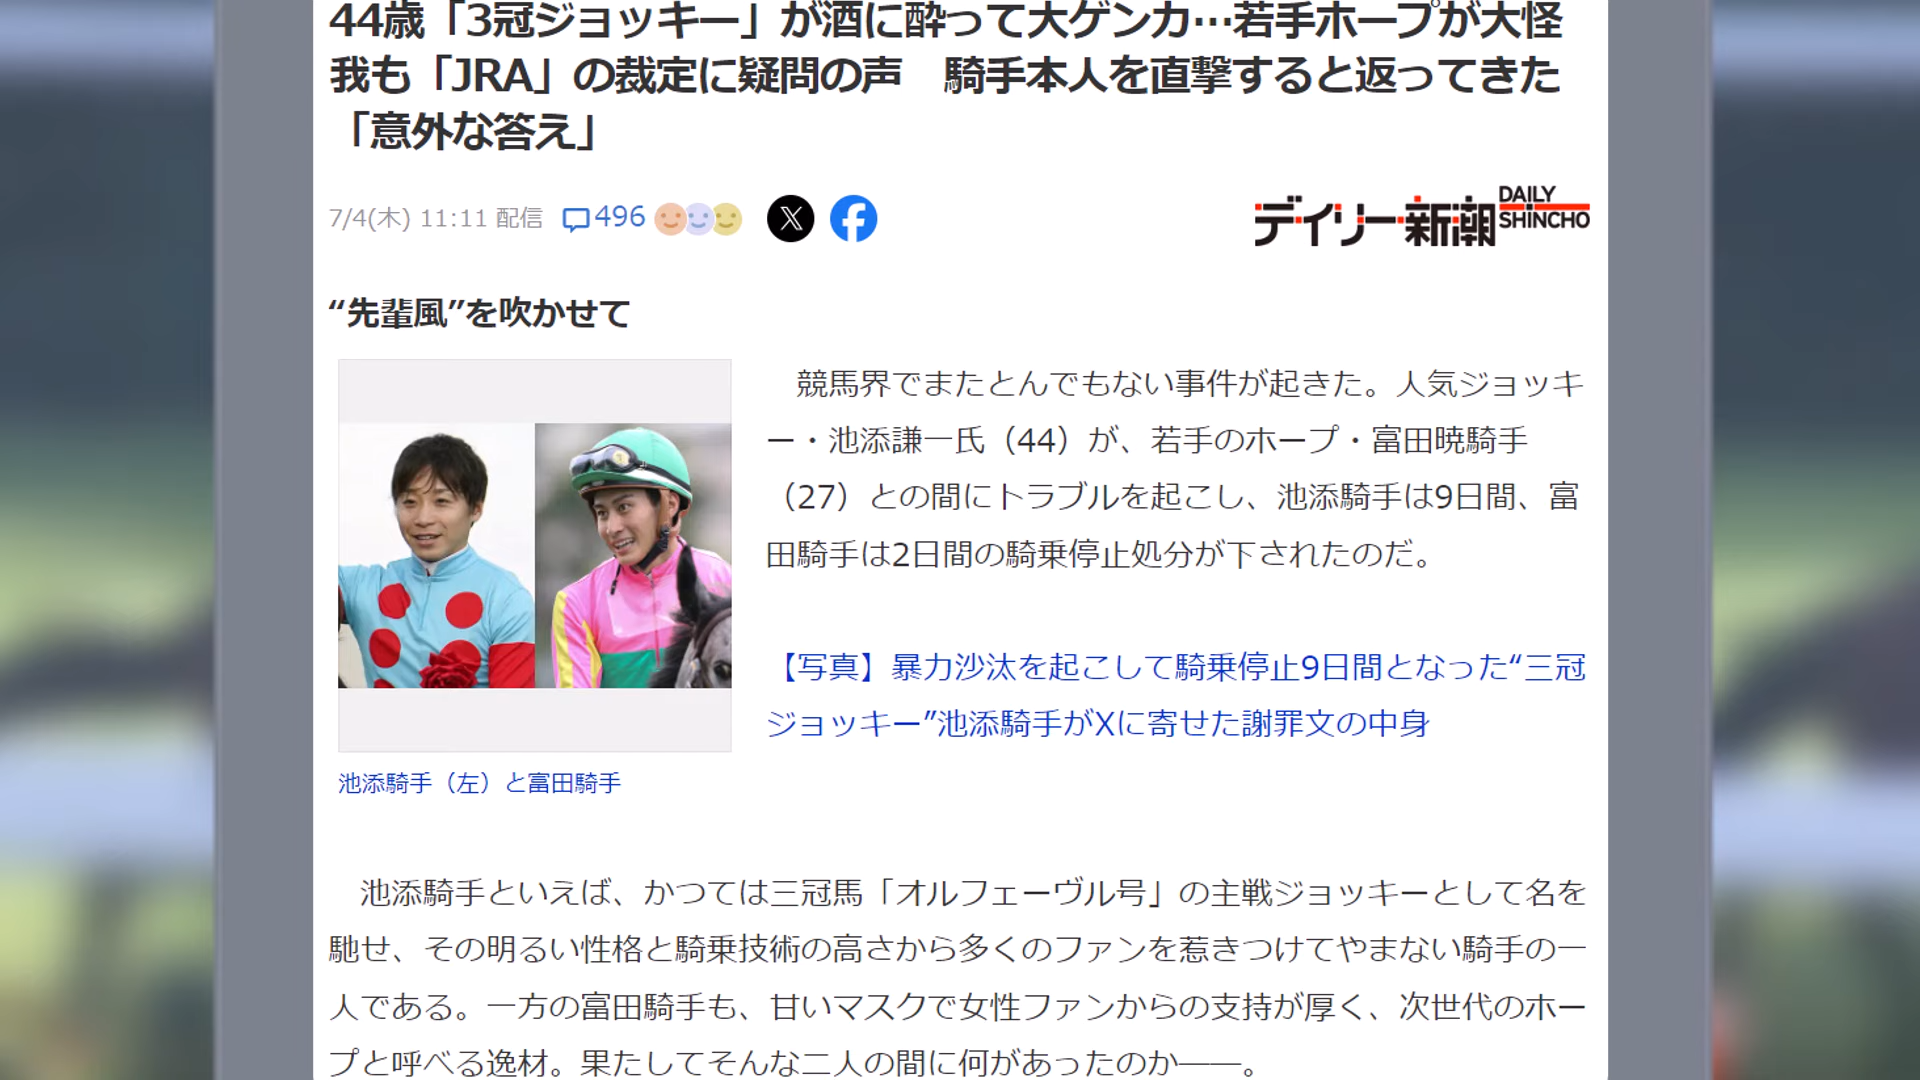 44歳「3冠ジョッキー」が酒に酔って大ゲンカ…若手ホープが大怪
我も「JRA」の裁定に疑問の声　騎手本人を直撃すると返ってきた
「意外な答え」
7/4(木) 11:11 配信
496
デイリー新潮 DAILY SHINCHO
“先輩風”を吹かせて
競馬界でまたとんでもない事件が起きた。人気ジョッキ
ー・池添謙一氏（44）が、若手のホープ・富田暁騎手
（27）との間にトラブルを起こし、池添騎手は9日間、富
田騎手は2日間の騎乗停止処分が下されたのだ。
【写真】暴力沙汰を起こして騎乗停止9日間となった“三冠
ジョッキー”池添騎手がXに寄せた謝罪文の中身
池添騎手（左）と富田騎手
池添騎手といえば、かつては三冠馬「オルフェーヴル号」の主戦ジョッキーとして名を
馳せ、その明るい性格と騎乗技術の高さから多くのファンを惹きつけてやまない騎手の一
人である。一方の富田騎手も、甘いマスクで女性ファンからの支持が厚く、次世代のホー
プと呼べる逸材。果たしてそんな二人の間に何があったのか――。